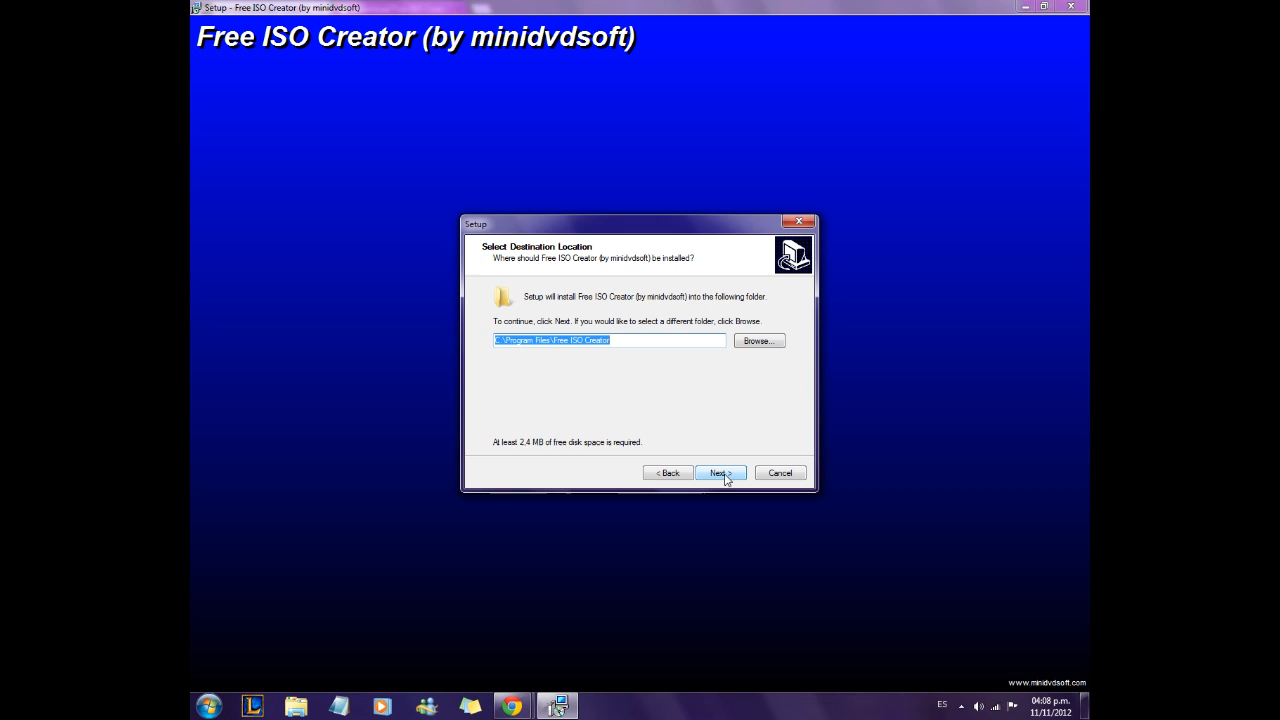 Setup - Free ISO Creator (by minidvdsoft)
Free ISO Creator (by minidvdsoft)
Setup
Select Destination Location
Where should Free ISO Creator (by minidvdsoft) be installed?
Setup will install Free ISO Creator (by minidvdsoft) into the following folder.
To continue, click Next. If you would like to select a different folder, click Browse.
C:\Program Files\Free ISO Creator
Browse...
At least 2,4 MB of free disk space is required.
< Back
Next >
Cancel
www.minidvdsoft.com
ES
04:08 p.m.
11/11/2012